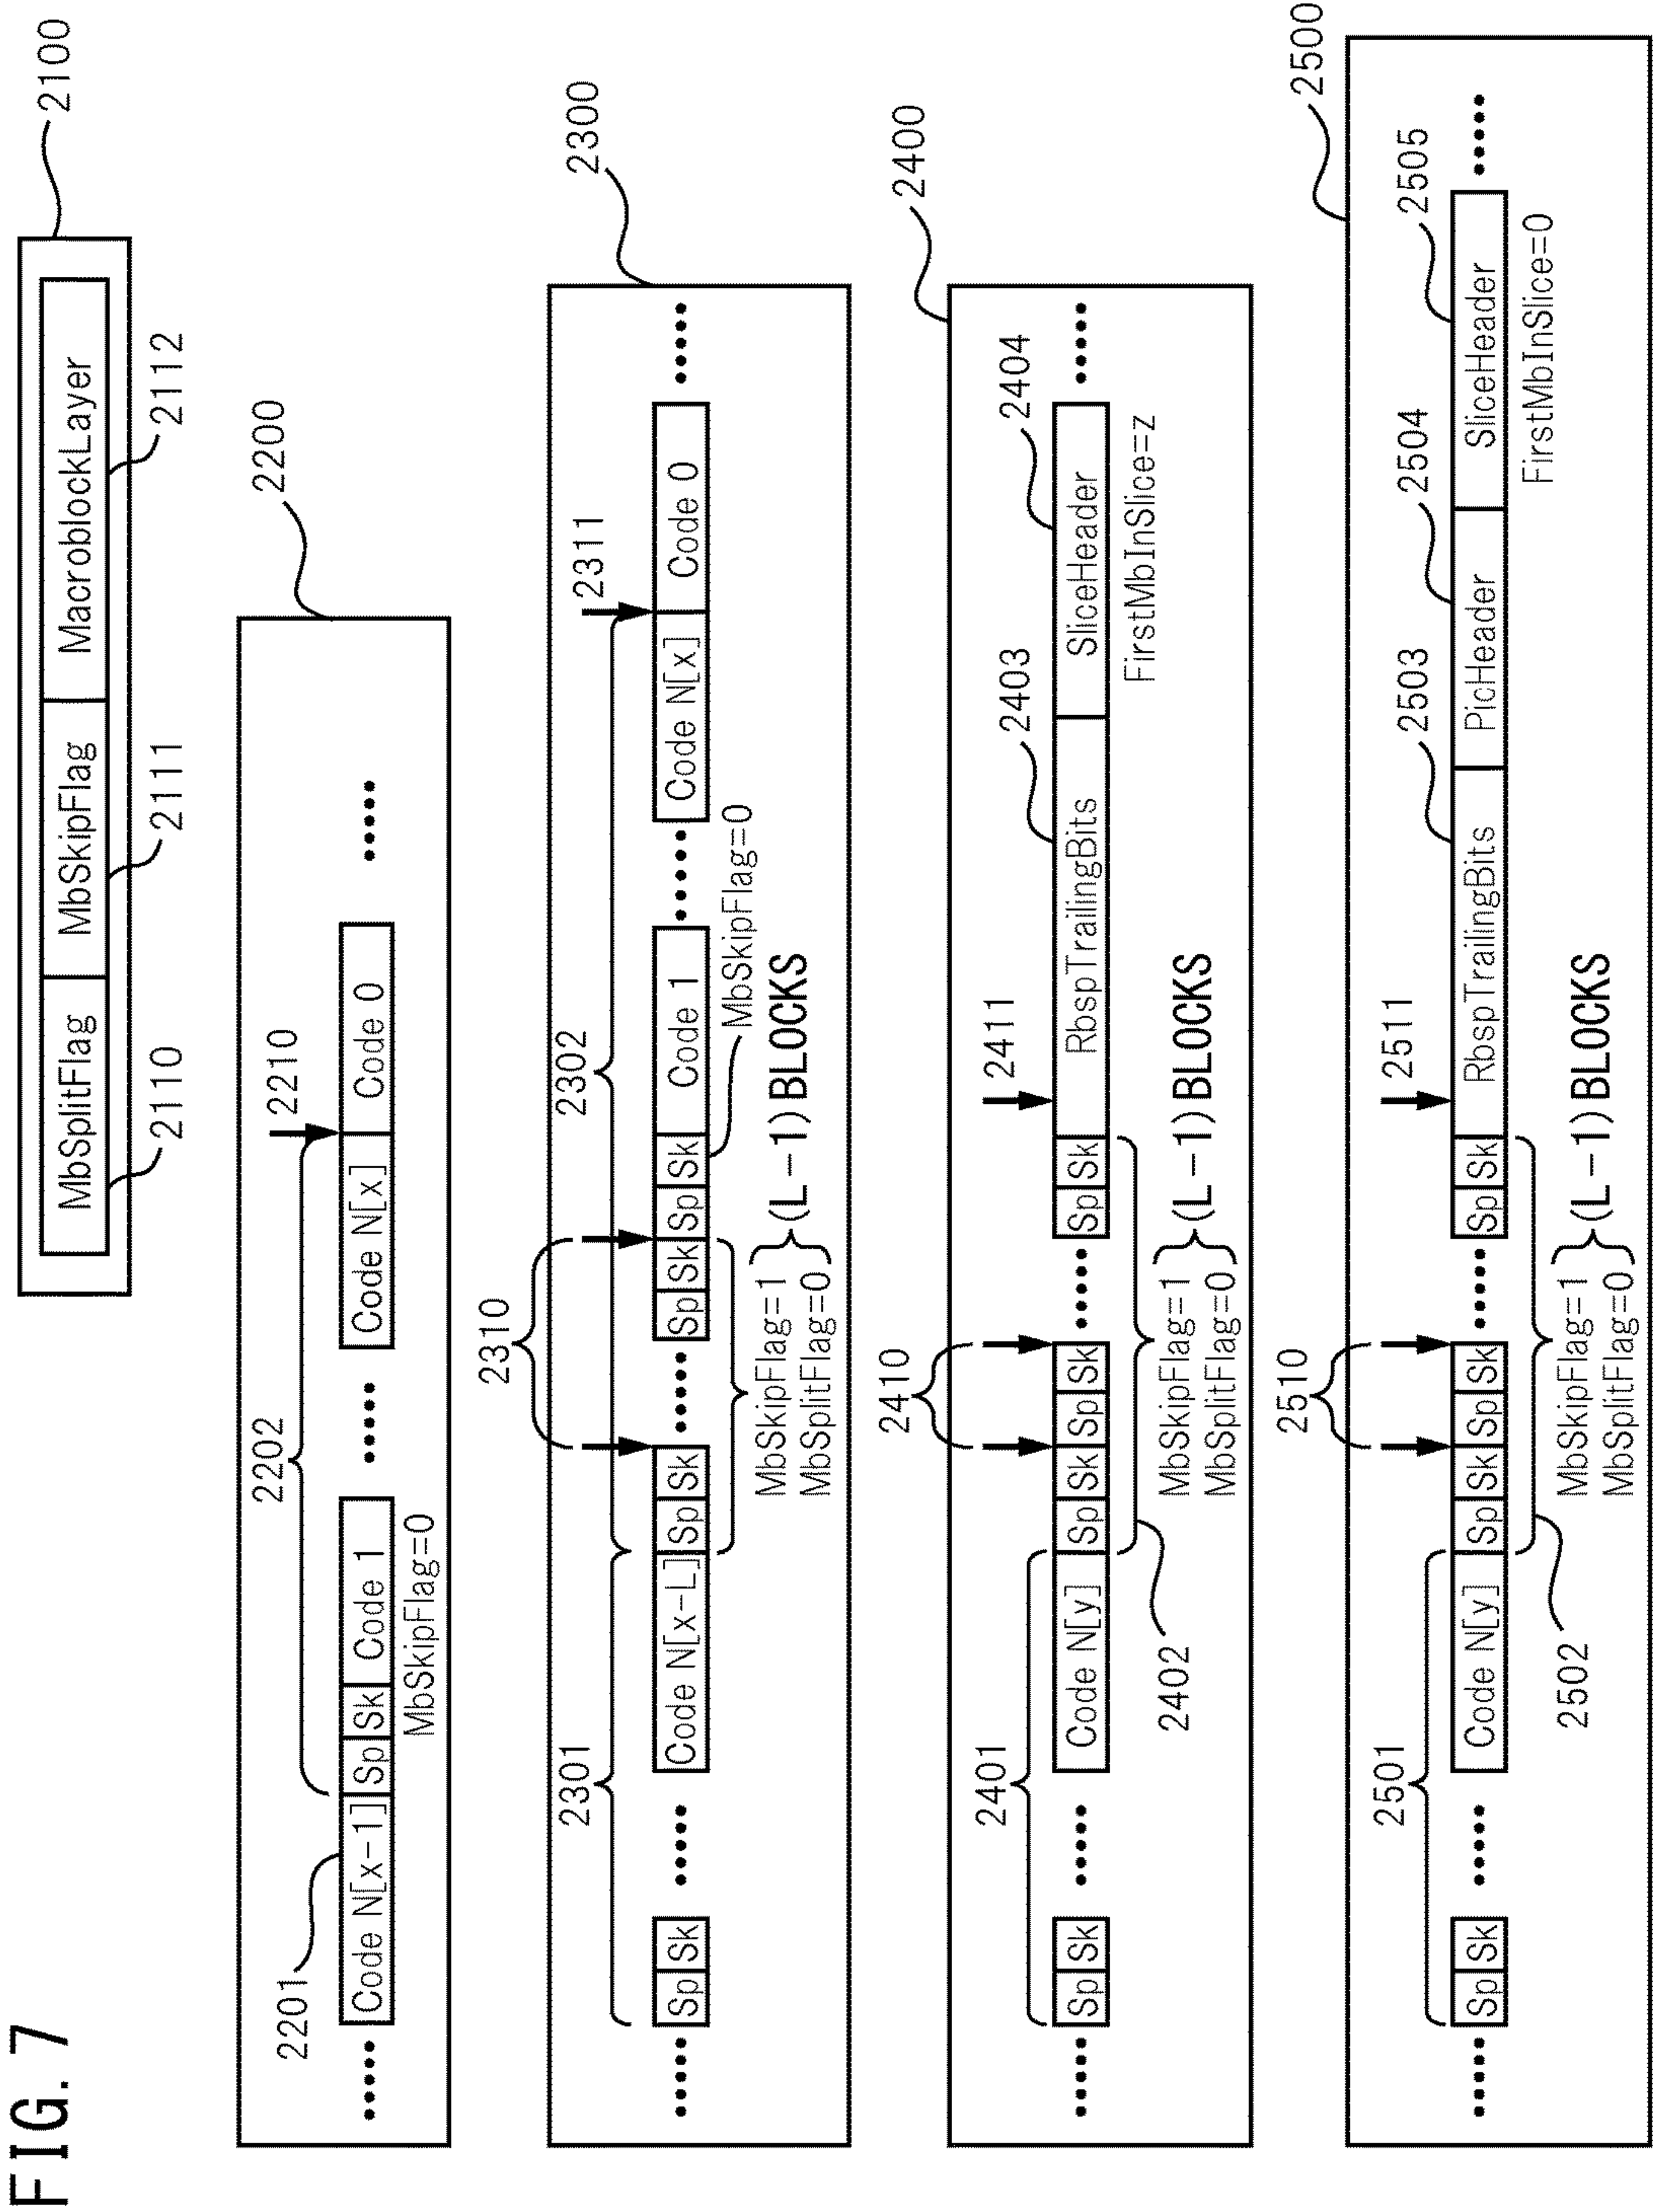 FIG. 7
2100
MbSplitFlag MbSkipFlag MacroblockLayer
2110 2111 2112
2200
2201 2202 2210
...... Code N[x-1] Sp Sk Code 1 ...... Code N[x] Code 0 ......
MbSkipFlag=0
2300
2301 2310 2302 2311
...... Sp Sk ...... Code N[x-L] Sp Sk ...... Sp Sk Sp Sk Code 1 ...... Code N[x] Code 0 ......
MbSkipFlag=0
MbSkipFlag=1
MbSplitFlag=0
(L-1) BLOCKS
2400
2401 2410 2411 2403 2404
...... Sp Sk ...... Code N[y] Sp Sk Sp Sk ...... Sp Sk RbspTrailingBits SliceHeader ......
FirstMbInSlice=z
2402
MbSkipFlag=1
MbSplitFlag=0
(L-1) BLOCKS
2500
2501 2510 2511 2503 2504 2505
...... Sp Sk ...... Code N[y] Sp Sk Sp Sk ...... Sp Sk RbspTrailingBits PicHeader SliceHeader ......
FirstMbInSlice=0
2502
MbSkipFlag=1
MbSplitFlag=0
(L-1) BLOCKS